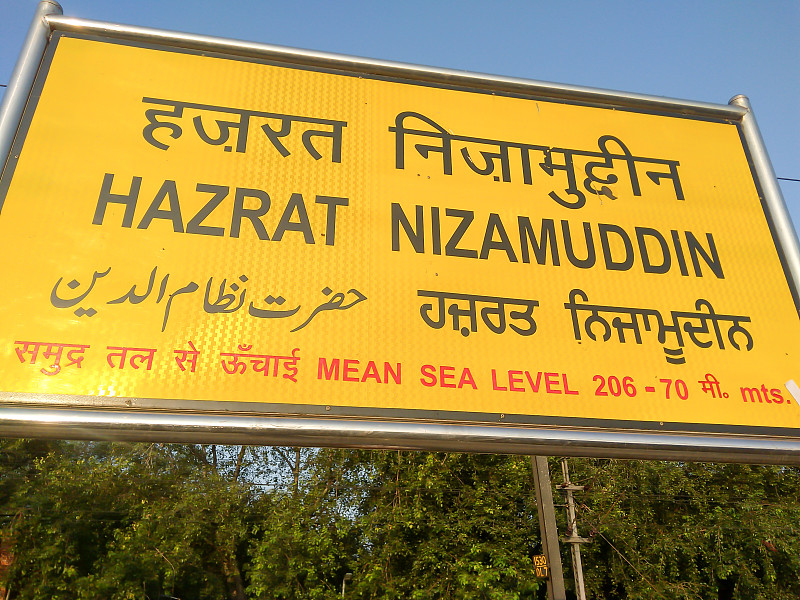 हज़रत निज़ामुद्दीन
HAZRAT NIZAMUDDIN
حضرت نظام الدین ਹਜ਼ਰਤ ਨਿਜਾਮੂਦੀਨ
समुद्र तल से ऊँचाई MEAN SEA LEVEL 206-70 मी॰ mts.